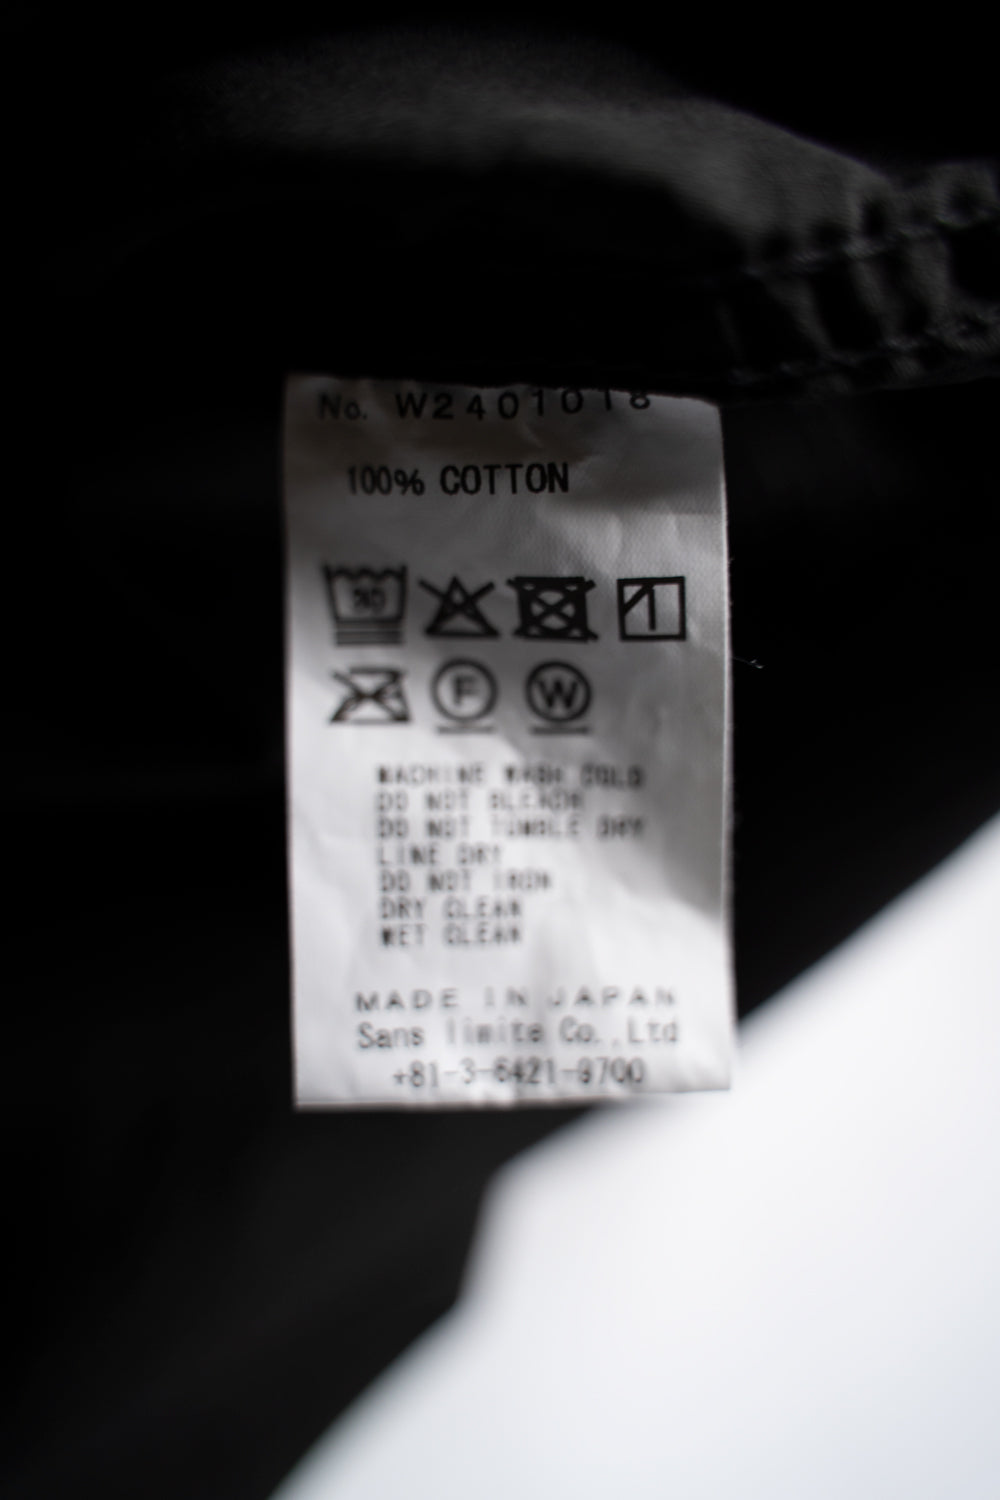 No. W2401018
100% COTTON
30
F W
MACHINE WASH COLD
DO NOT BLEACH
DO NOT TUMBLE DRY
LINE DRY
DO NOT IRON
DRY CLEAN
WET CLEAN
MADE IN JAPAN
Sans limite Co.,Ltd
+81-3-6421-9700